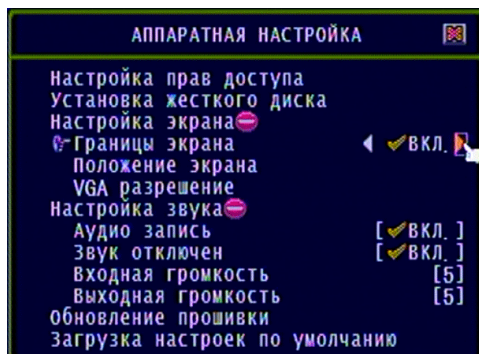 АППАРАТНАЯ НАСТРОЙКА
Настройка прав доступа
Установка жесткого диска
Настройка экрана
Границы экрана ВКЛ.
Положение экрана
VGA разрешение
Настройка звука
Аудио запись [ВКЛ.]
Звук отключен [ВКЛ.]
Входная громкость [5]
Выходная громкость [5]
Обновление прошивки
Загрузка настроек по умолчанию